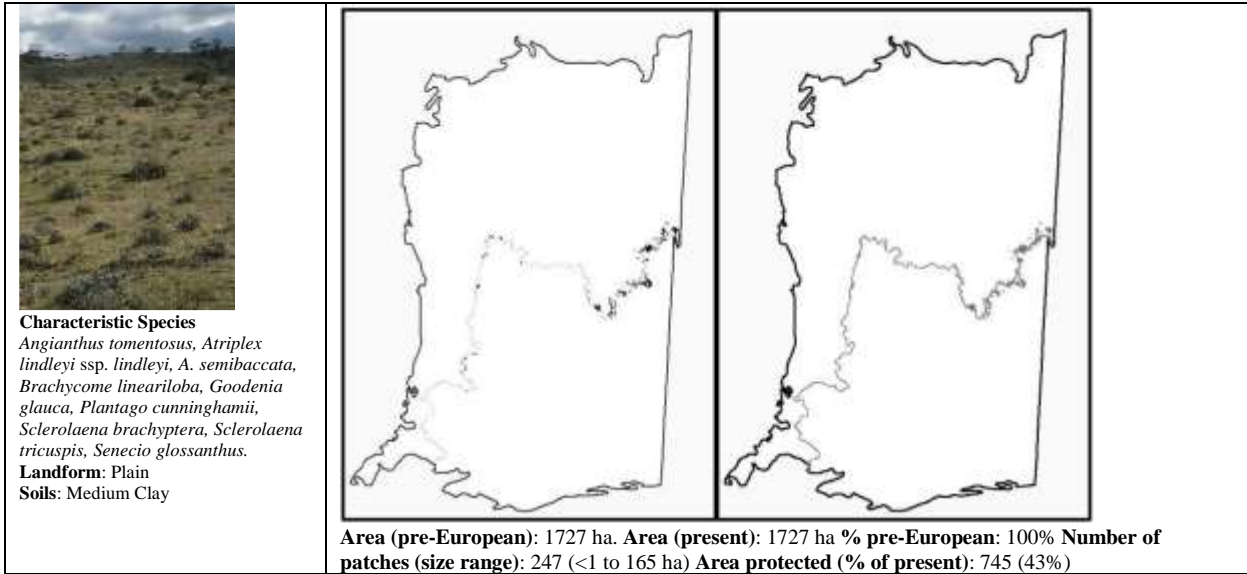 Characteristic Species
Angianthus tomentosus, Atriplex
lindleyi ssp. lindleyi, A. semibaccata,
Brachycome lineariloba, Goodenia
glauca, Plantago cunninghamii,
Sclerolaena brachyptera, Sclerolaena
tricuspis, Senecio glossanthus.
Landform: Plain
Soils: Medium Clay
Area (pre-European): 1727 ha. Area (present): 1727 ha % pre-European: 100% Number of
patches (size range): 247 (<1 to 165 ha) Area protected (% of present): 745 (43%)